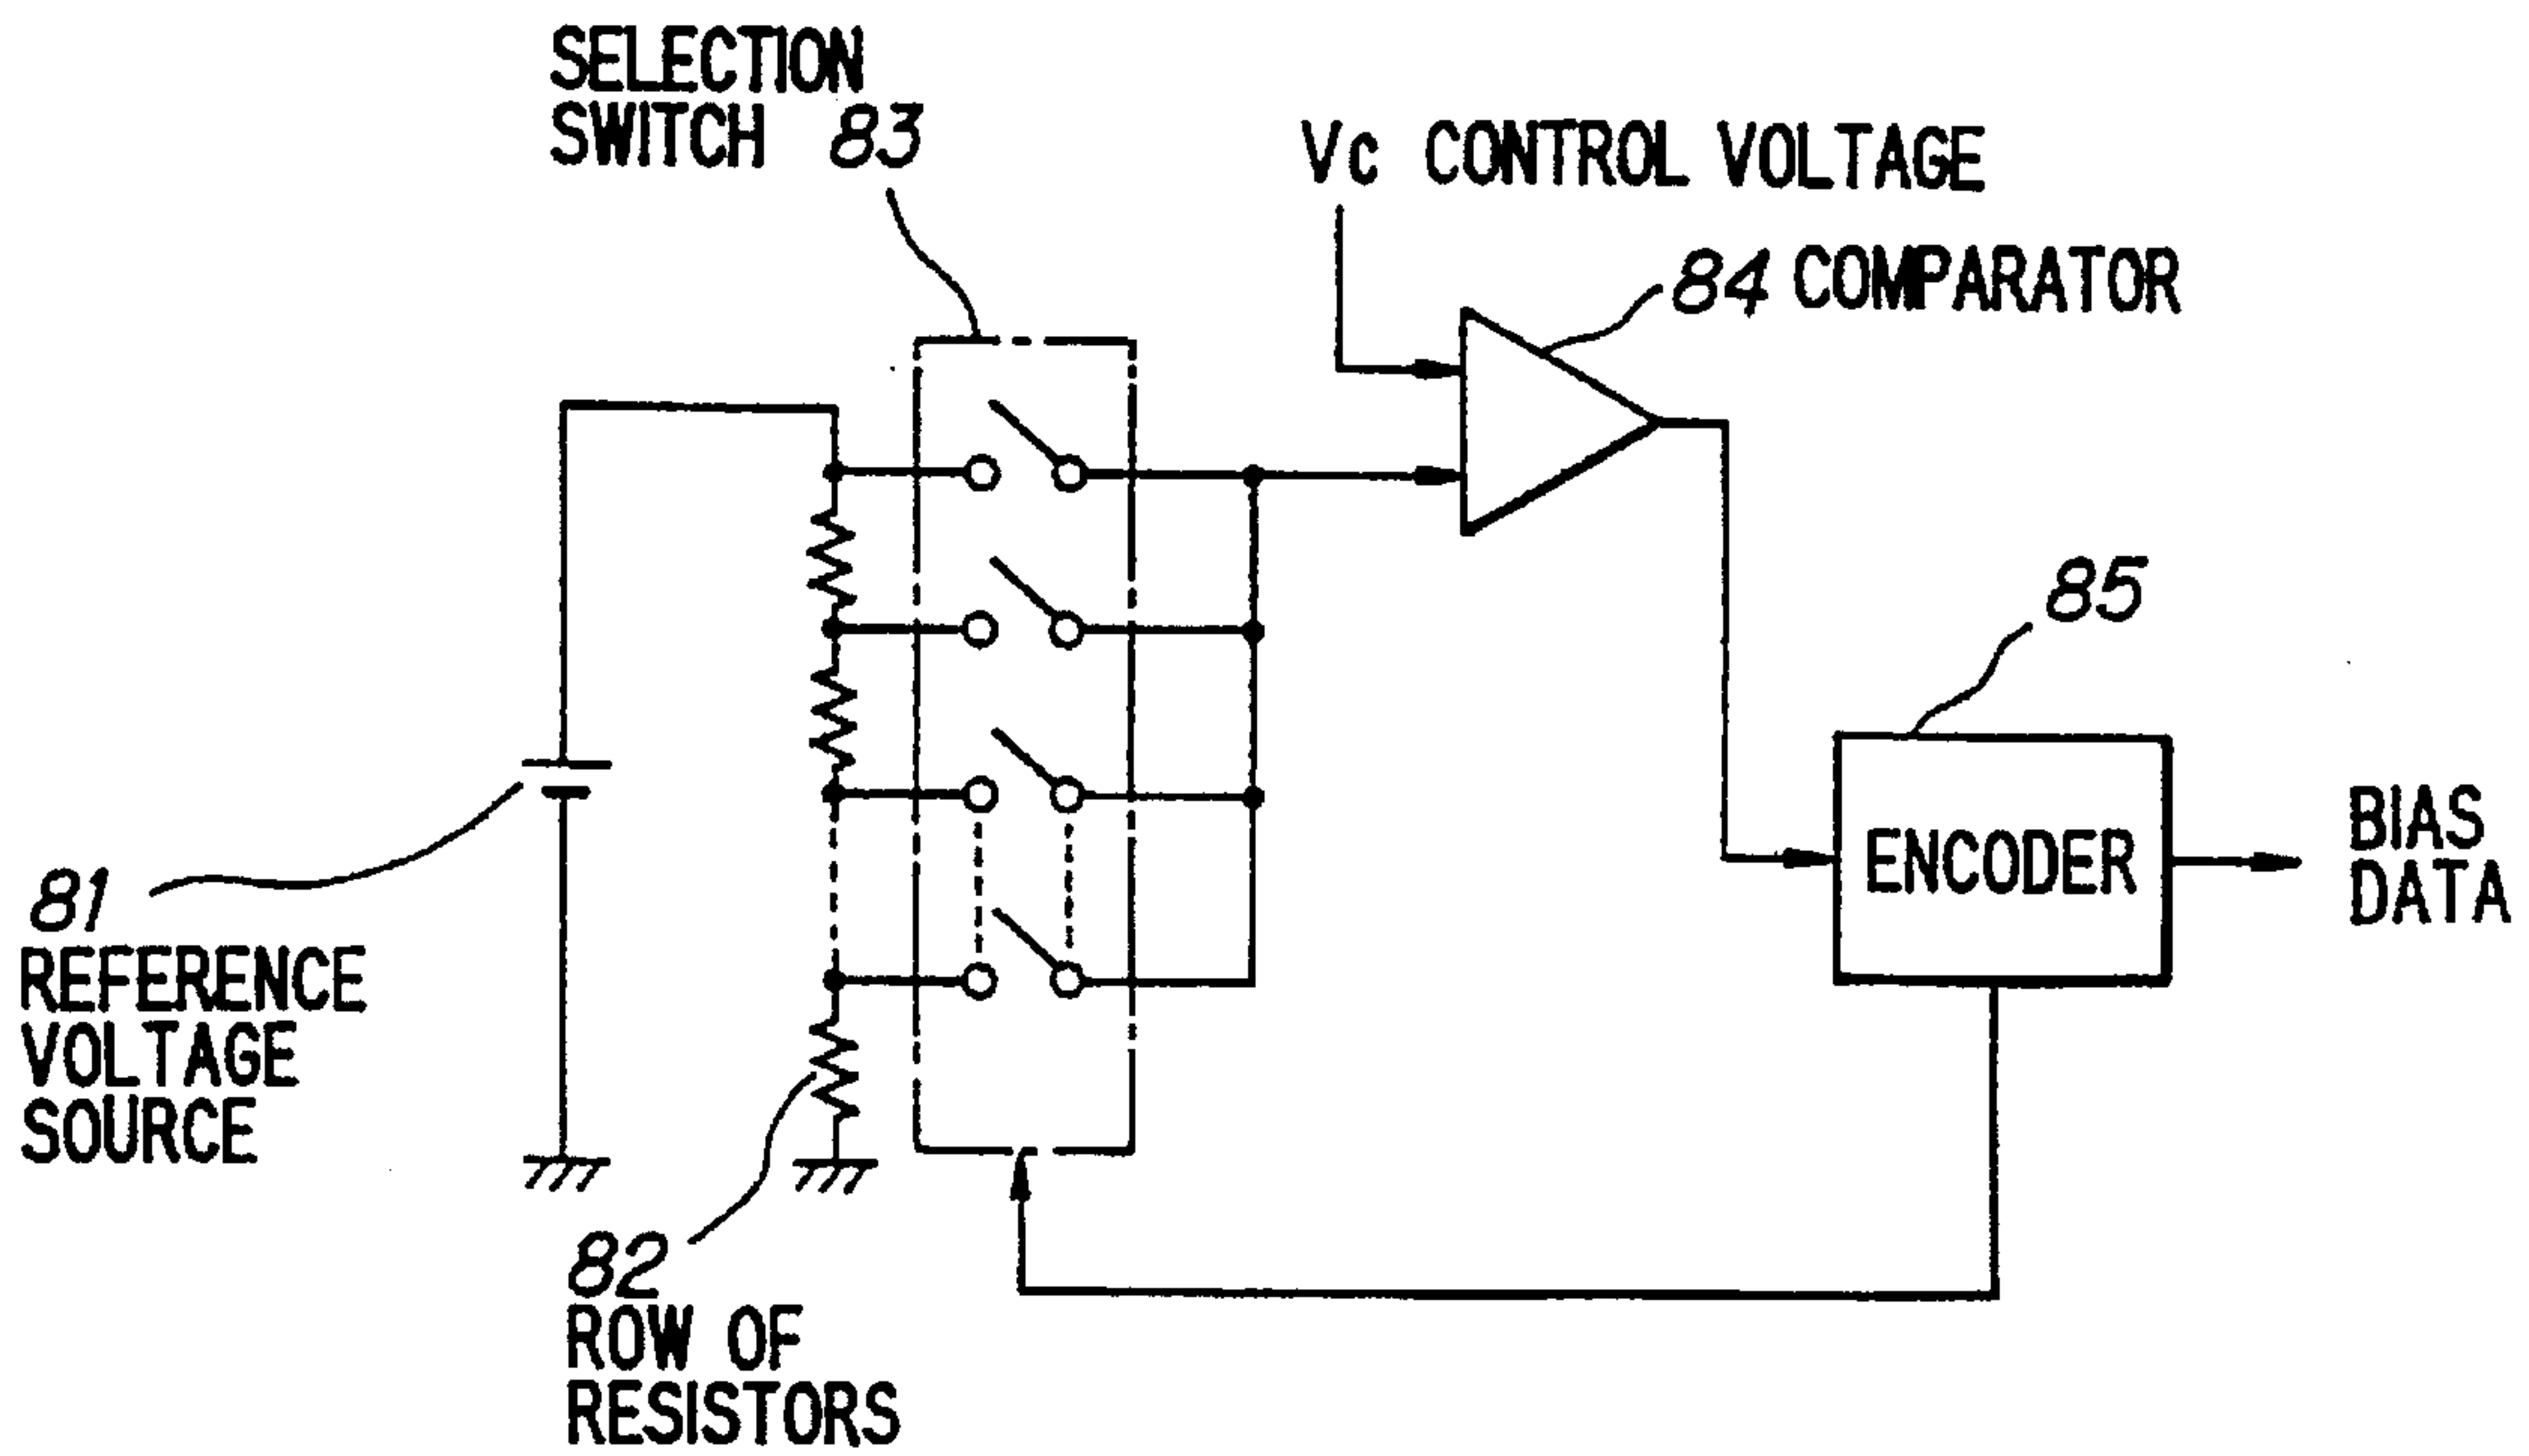 SELECTION
SWITCH 83
Vc CONTROL VOLTAGE
84 COMPARATOR
85
ENCODER
BIAS
DATA
81
REFERENCE
VOLTAGE
SOURCE
82
ROW OF
RESISTORS